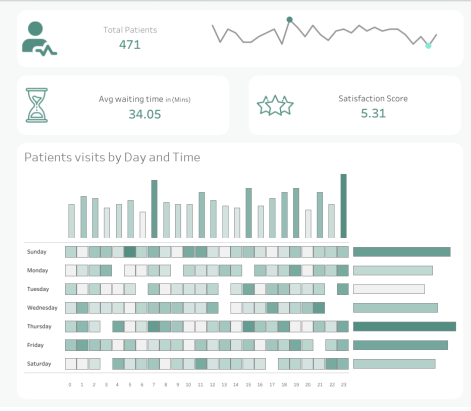 Total Patients
471
Avg waiting time in (Mins)
34.05
Satisfaction Score
5.31
Patients visits by Day and Time
Sunday
Monday
Tuesday
Wednesday
Thursday
Friday
Saturday
0 1 2 3 4 5 6 7 8 9 10 11 12 13 14 15 16 17 18 19 20 21 22 23